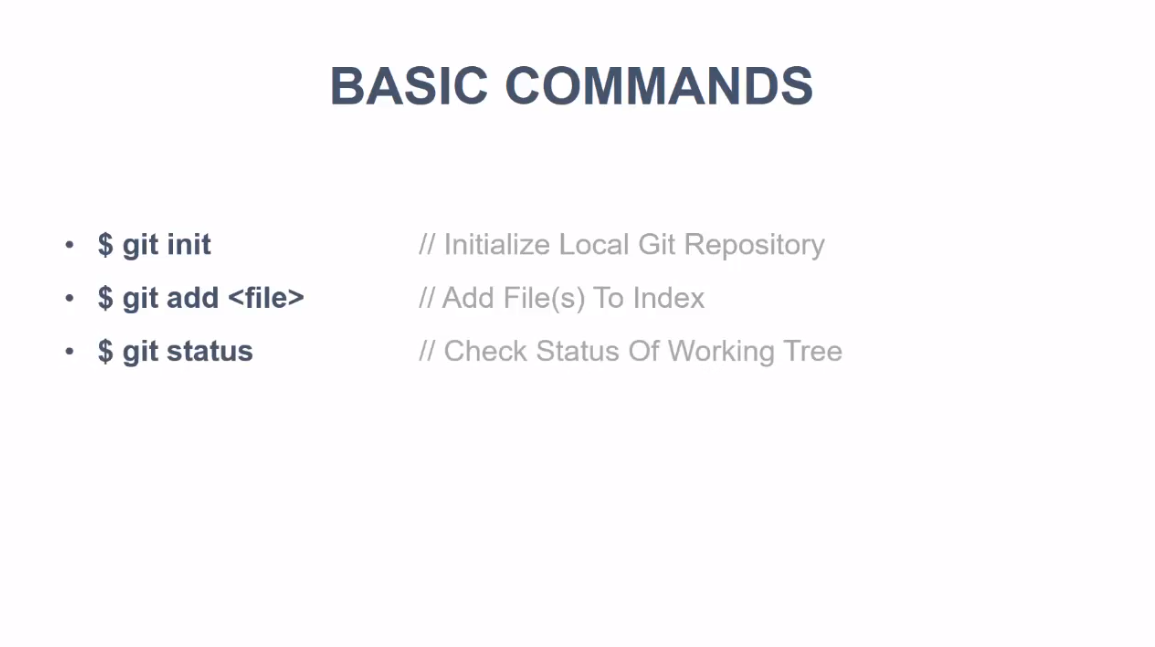 BASIC COMMANDS
• $ git init // Initialize Local Git Repository
• $ git add <file> // Add File(s) To Index
• $ git status // Check Status Of Working Tree